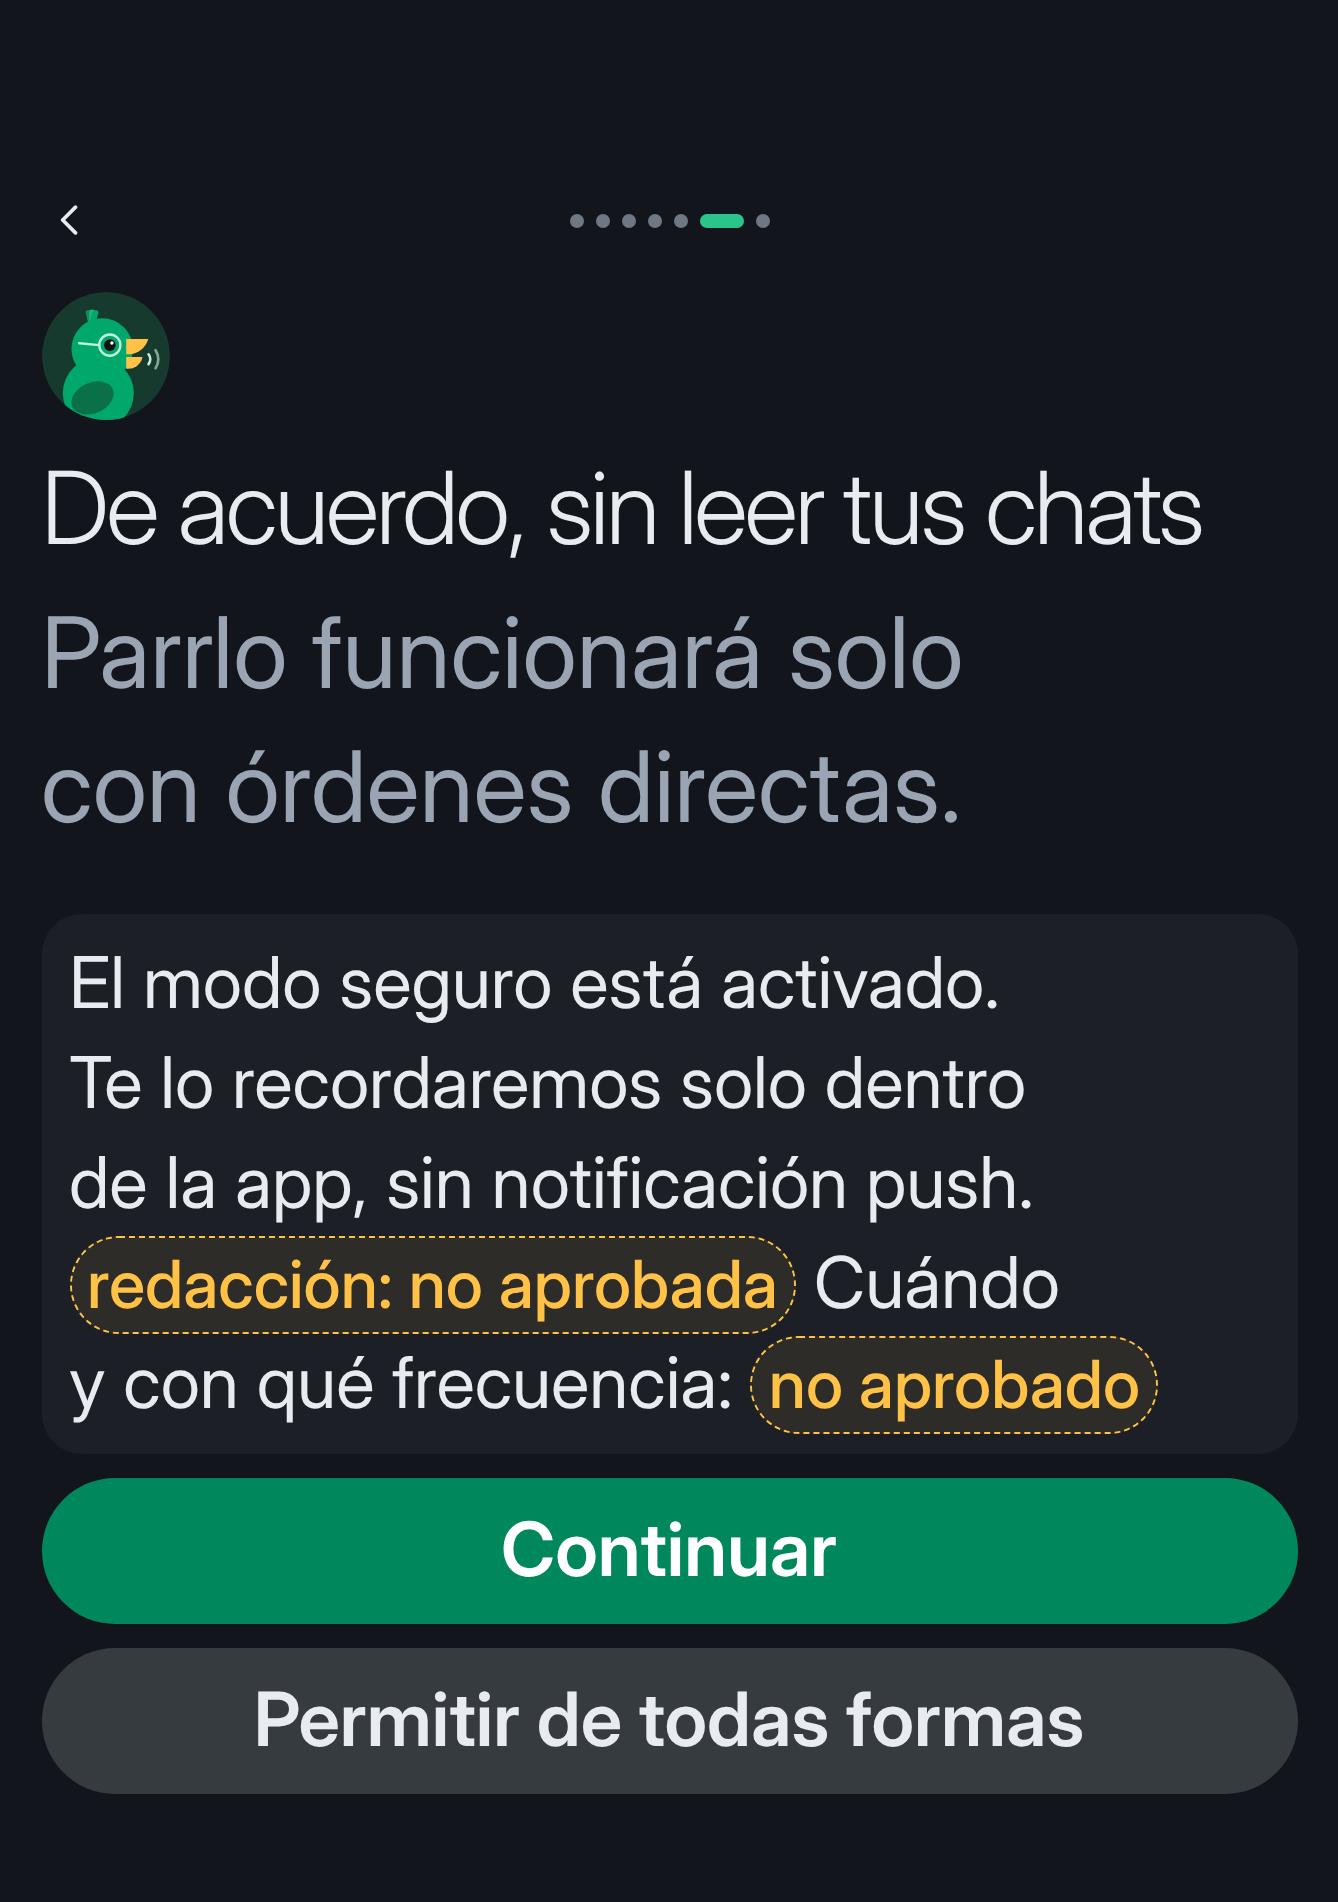 De acuerdo, sin leer tus chats
Parrlo funcionará solo
con órdenes directas.
El modo seguro está activado.
Te lo recordaremos solo dentro
de la app, sin notificación push.
redacción: no aprobada Cuándo
y con qué frecuencia: no aprobado
Continuar
Permitir de todas formas